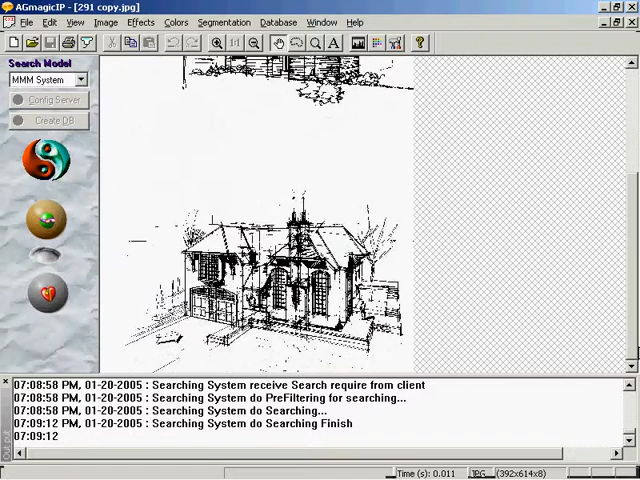 AGmagicIP - [291 copy.jpg]
File Edit View Image Effects Colors Segmentation Database Window Help
1:1 A ?
Search Model
MMM System
Config Server
Create DB
07:08:58 PM, 01-20-2005 : Searching System receive Search require from client
07:08:58 PM, 01-20-2005 : Searching System do PreFiltering for searching...
07:08:58 PM, 01-20-2005 : Searching System do Searching...
07:09:12 PM, 01-20-2005 : Searching System do Searching Finish
07:09:12
Out put
Time (s): 0.011 JPG (392x614x8)